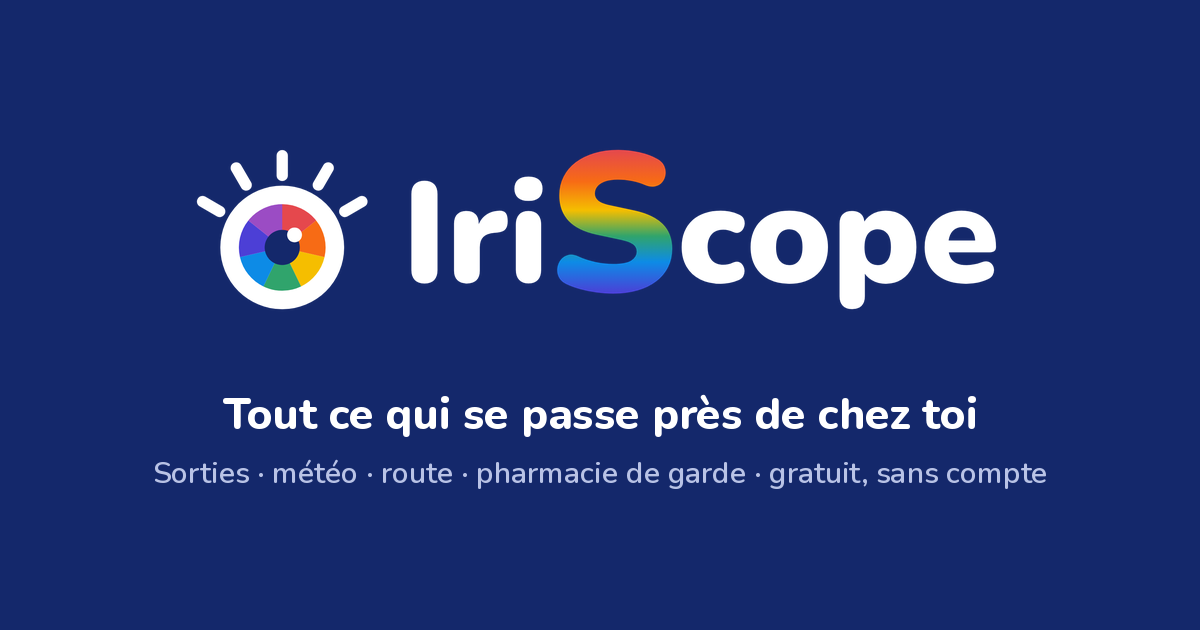 IriScope
Tout ce qui se passe près de chez toi
Sorties · météo · route · pharmacie de garde · gratuit, sans compte